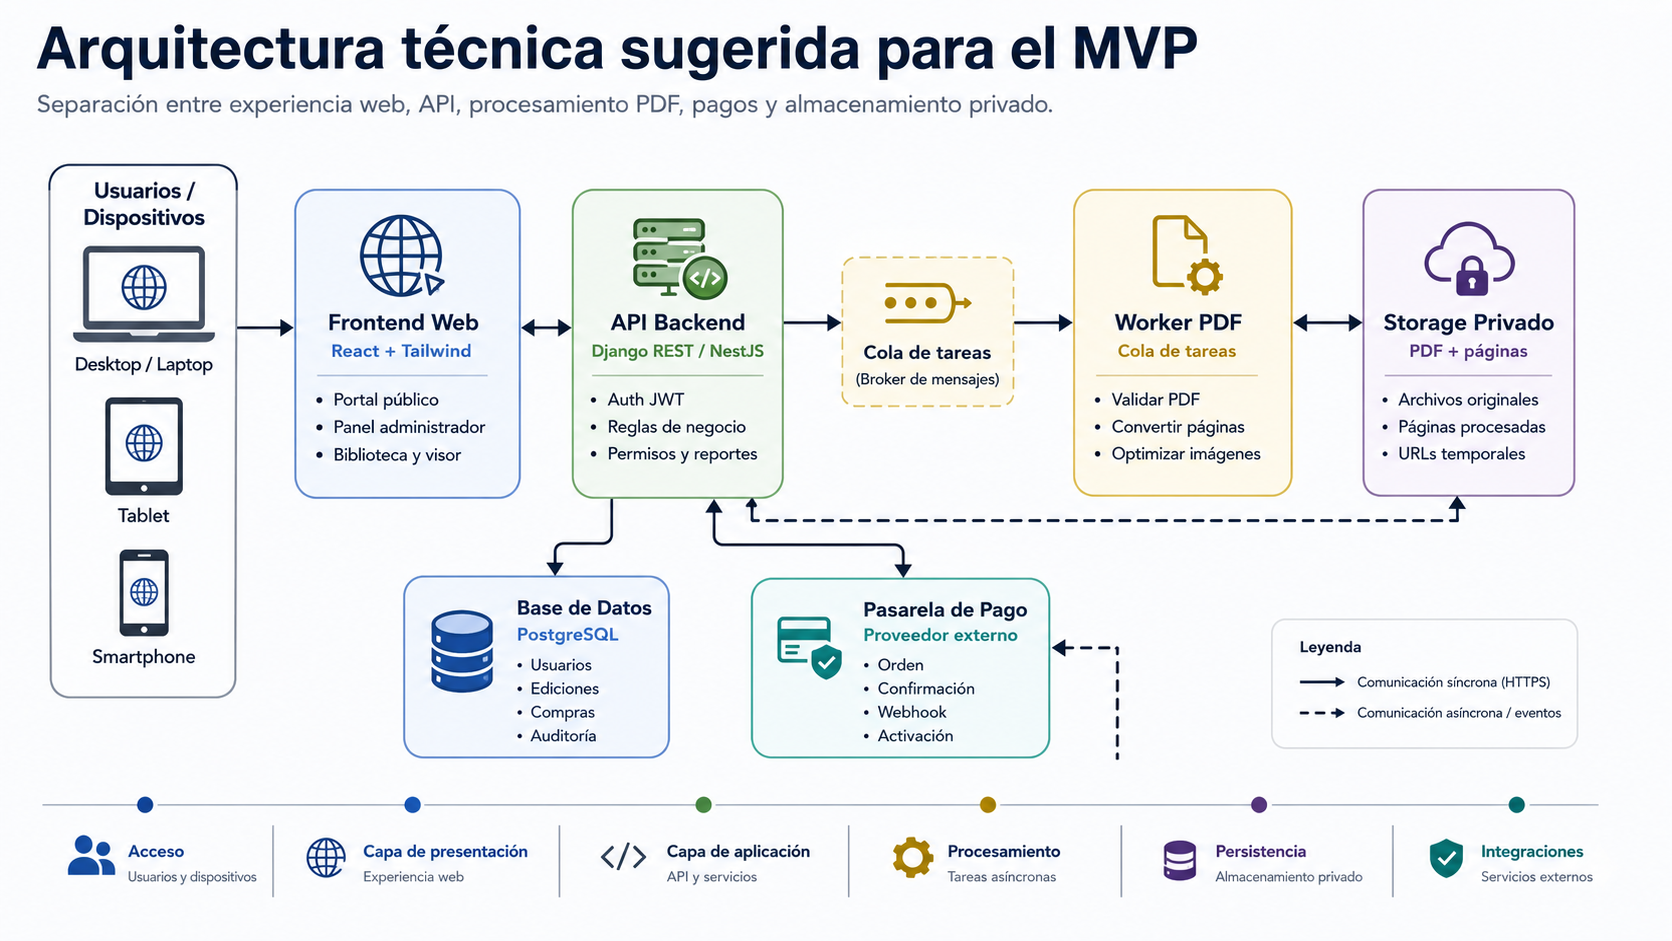 Arquitectura técnica sugerida para el MVP
Separación entre experiencia web, API, procesamiento PDF, pagos y almacenamiento privado.
Usuarios /
Dispositivos
Desktop / Laptop
Tablet
Smartphone
Frontend Web
React + Tailwind
• Portal público
• Panel administrador
• Biblioteca y visor
</>
API Backend
Django REST / NestJS
• Auth JWT
• Reglas de negocio
• Permisos y reportes
Cola de tareas
(Broker de mensajes)
Worker PDF
Cola de tareas
• Validar PDF
• Convertir páginas
• Optimizar imágenes
Storage Privado
PDF + páginas
• Archivos originales
• Páginas procesadas
• URLs temporales
Base de Datos
PostgreSQL
• Usuarios
• Ediciones
• Compras
• Auditoría
Pasarela de Pago
Proveedor externo
• Orden
• Confirmación
• Webhook
• Activación
Leyenda
Comunicación síncrona (HTTPS)
Comunicación asíncrona / eventos
Acceso
Usuarios y dispositivos
Capa de presentación
Experiencia web
</>
Capa de aplicación
API y servicios
Procesamiento
Tareas asíncronas
Persistencia
Almacenamiento privado
Integraciones
Servicios externos